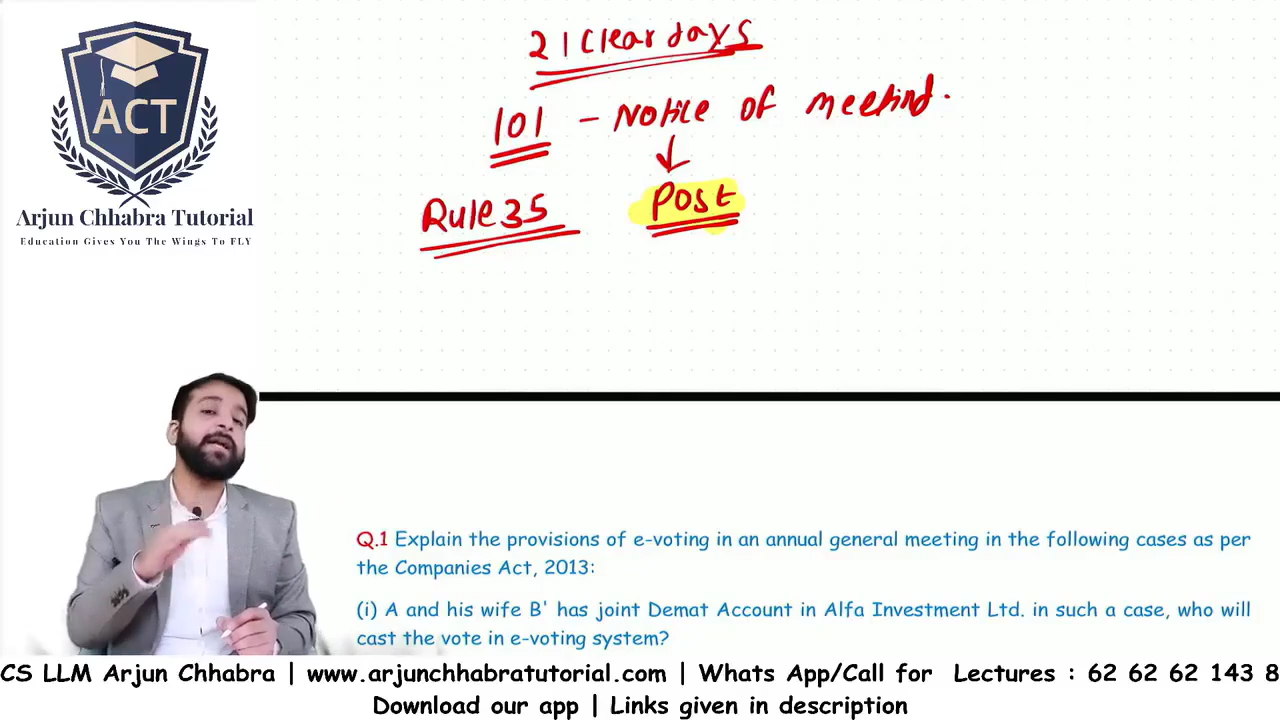 21 Clear days
101 - Notice of meeting.
Rule 35
Post
ACT
Arjun Chhabra Tutorial
Education Gives You The Wings To FLY
Q.1 Explain the provisions of e-voting in an annual general meeting in the following cases as per
the Companies Act, 2013:
(i) A and his wife B' has joint Demat Account in Alfa Investment Ltd. in such a case, who will
cast the vote in e-voting system?
CS LLM Arjun Chhabra | www.arjunchhabratutorial.com | Whats App/Call for Lectures : 62 62 62 143 8
Download our app | Links given in description